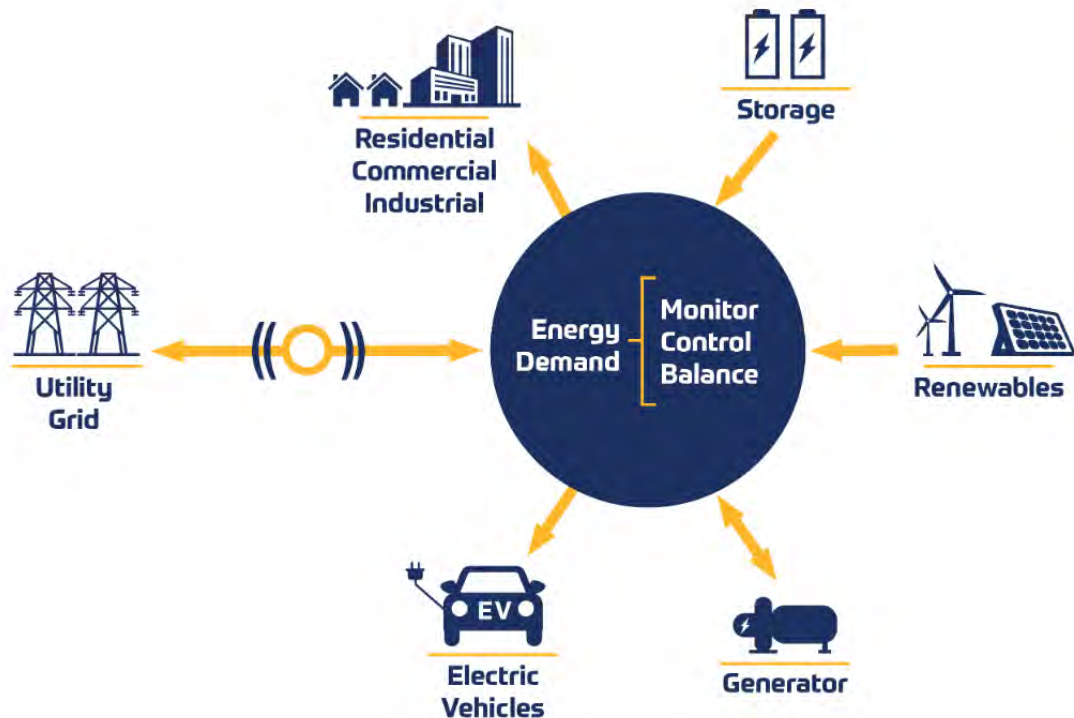 Storage
Residential
Commercial
Industrial
Energy
Demand
Monitor
Control
Balance
Utility
Grid
Renewables
EV
Electric
Vehicles
Generator